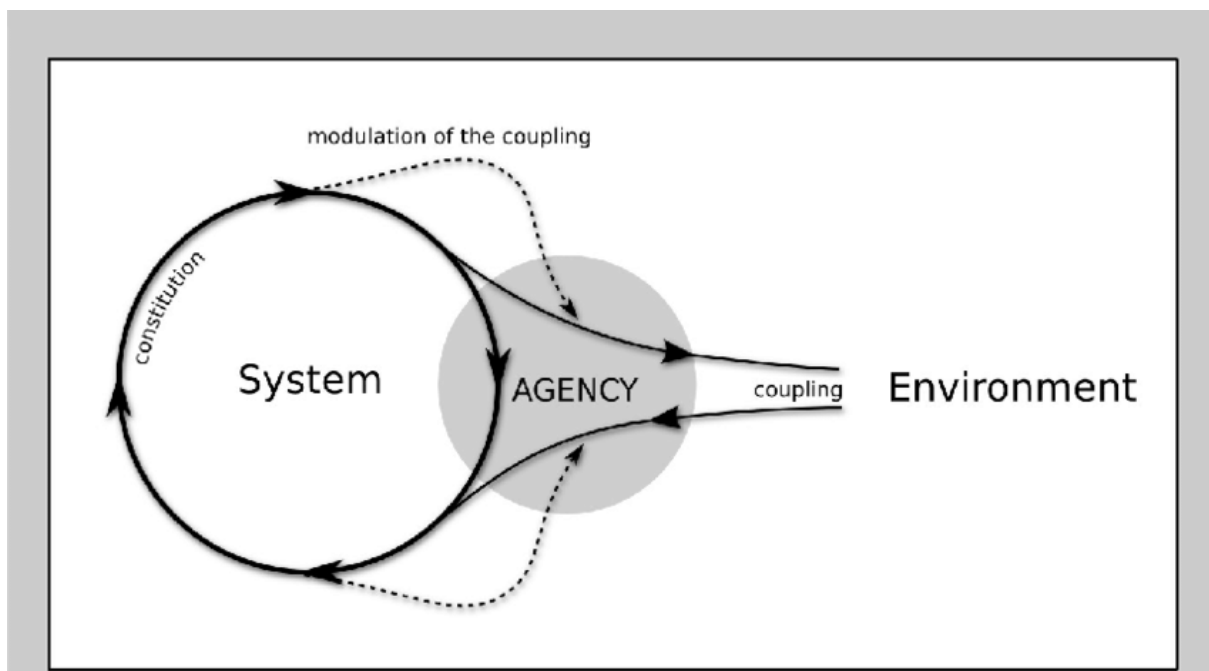 modulation of the coupling
constitution
System
AGENCY
coupling
Environment